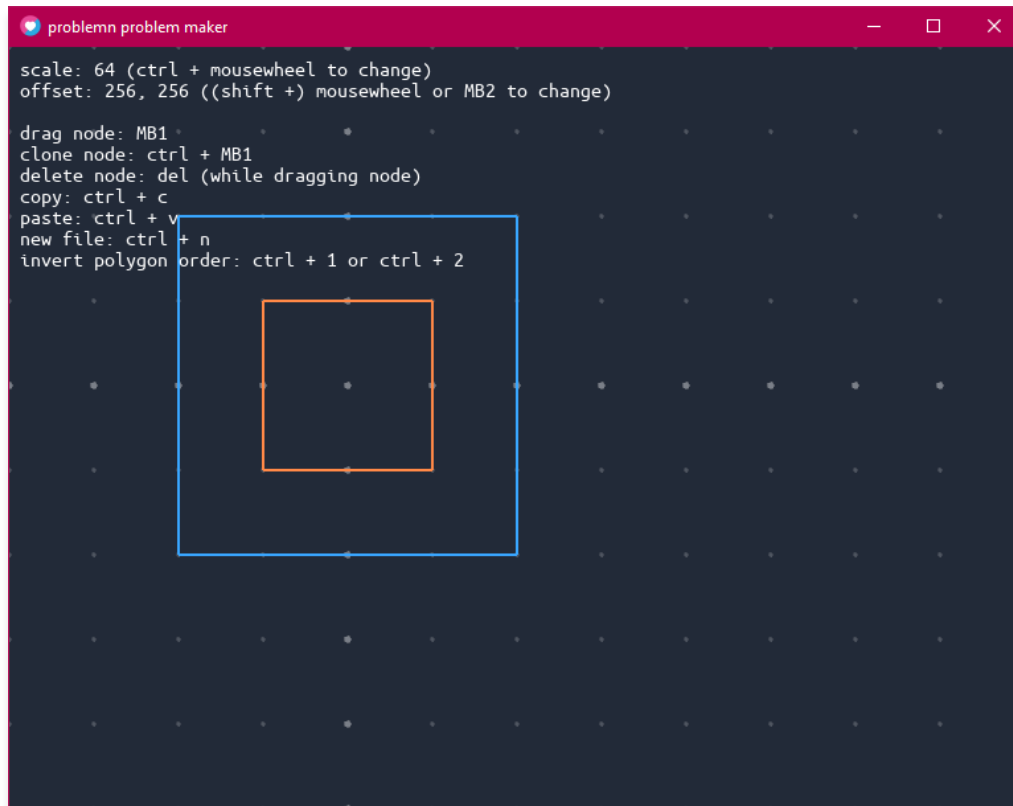 problemn problem maker
scale: 64 (ctrl + mousewheel to change)
offset: 256, 256 ((shift +) mousewheel or MB2 to change)
drag node: MB1
clone node: ctrl + MB1
delete node: del (while dragging node)
copy: ctrl + c
paste: ctrl + v
new file: ctrl + n
invert polygon order: ctrl + 1 or ctrl + 2